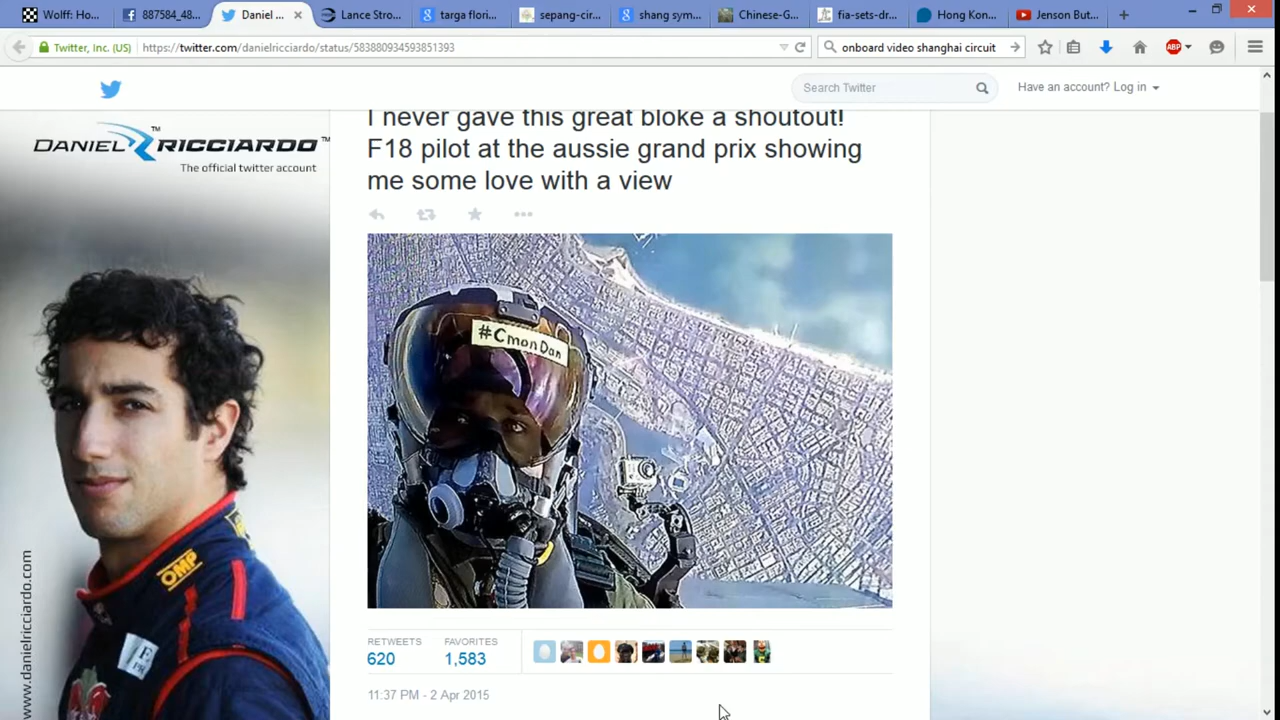 Wolff: Ho...
887584_48...
Daniel ...
Lance Stro...
targa flori...
sepang-cir...
shang sym...
Chinese-G...
fia-sets-dr...
Hong Kon...
Jenson But...
Twitter, Inc. (US)
https://twitter.com/danielricciardo/status/583880934593851393
onboard video shanghai circuit
ABP
Search Twitter
Have an account? Log in
DANIEL RICCIARDO™
The official twitter account
I never gave this great bloke a shoutout!
F18 pilot at the aussie grand prix showing
me some love with a view
#CmonDan
OMP
www.danielricciardo.com
RETWEETS
620
FAVORITES
1,583
11:37 PM - 2 Apr 2015